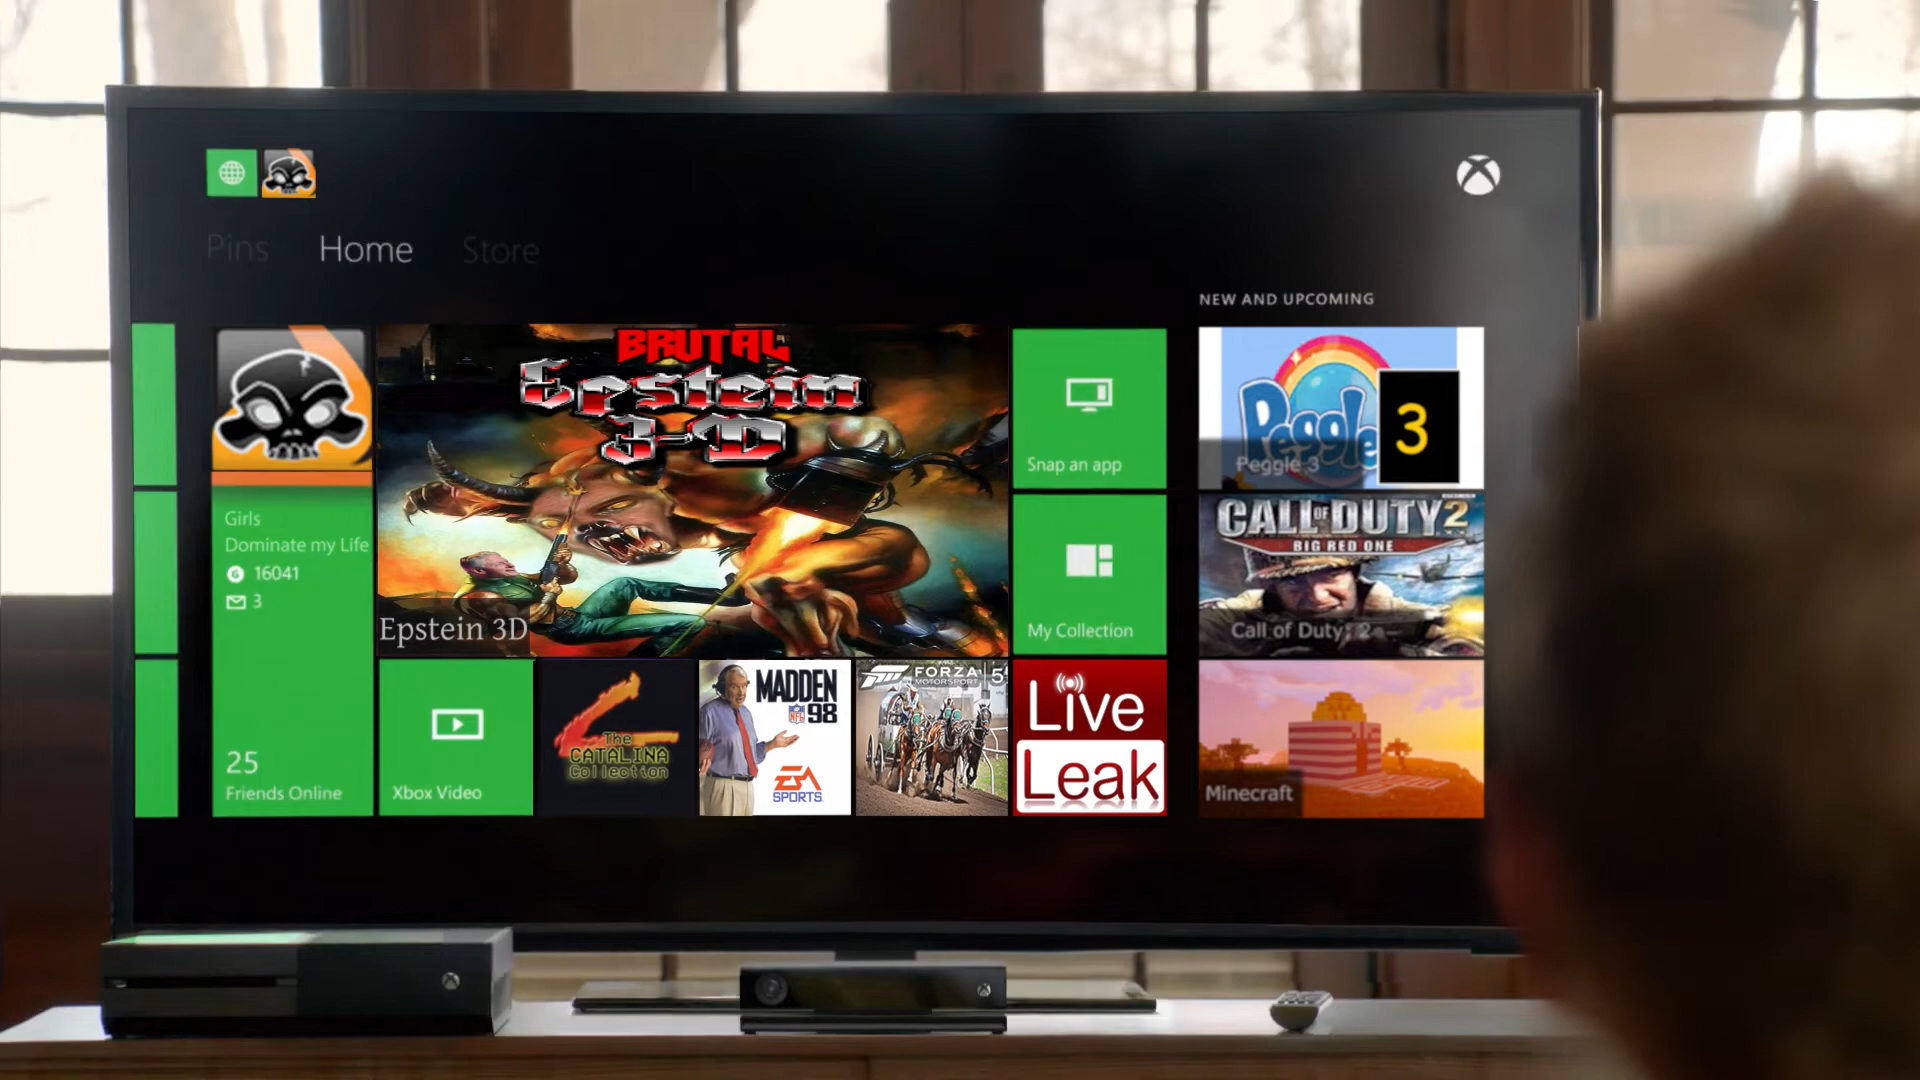 Pins Home Store
NEW AND UPCOMING
Girls
Dominate my Life
G 16041
3
25
Friends Online
BRUTAL
Epstein
3-D
Epstein 3D
Snap an app
My Collection
Xbox Video
The
CATALINA
Collection
MADDEN
NFL 98
EA
SPORTS
FORZA
MOTORSPORT 5
Live
Leak
Peggle
3
Peggle 3
CALL OF DUTY 2
BIG RED ONE
Call of Duty: 2
Minecraft